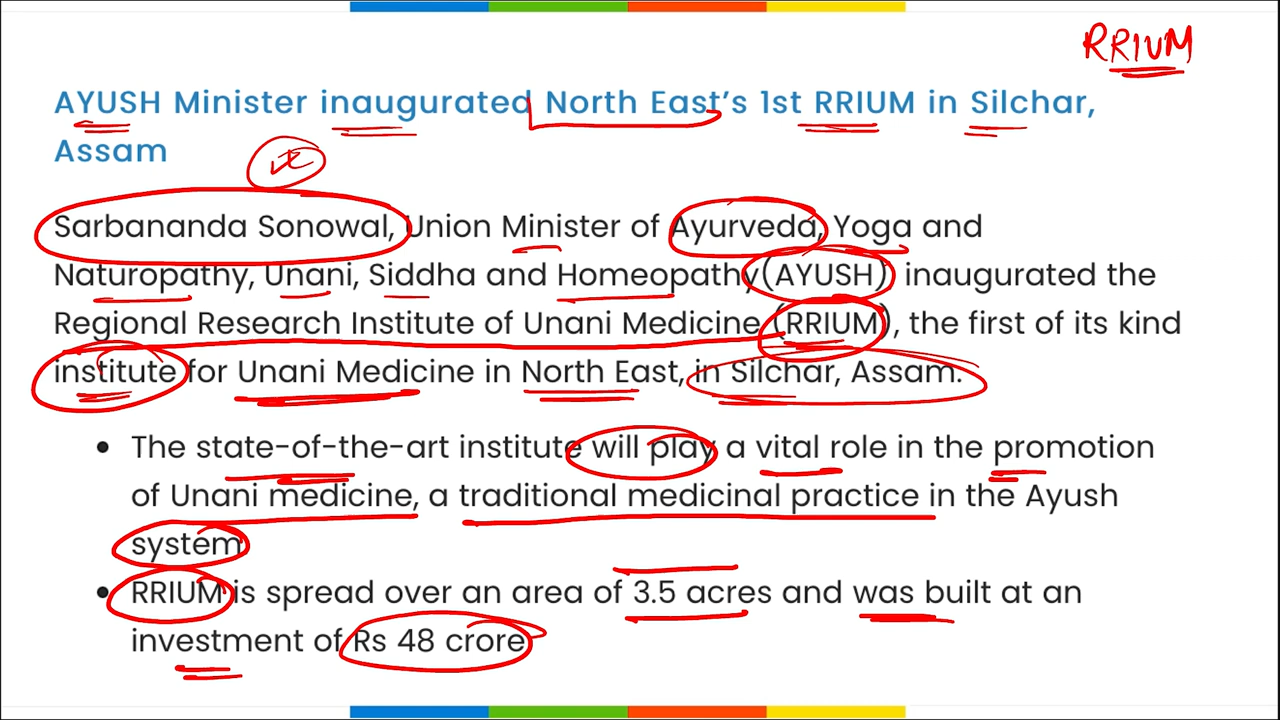 RRIUM
AYUSH Minister inaugurated North East's 1st RRIUM in Silchar,
Assam
Sarbananda Sonowal, Union Minister of Ayurveda, Yoga and
Naturopathy, Unani, Siddha and Homeopathy(AYUSH) inaugurated the
Regional Research Institute of Unani Medicine (RRIUM), the first of its kind
institute for Unani Medicine in North East, in Silchar, Assam.
• The state-of-the-art institute will play a vital role in the promotion
of Unani medicine, a traditional medicinal practice in the Ayush
system
• RRIUM is spread over an area of 3.5 acres and was built at an
investment of Rs 48 crore